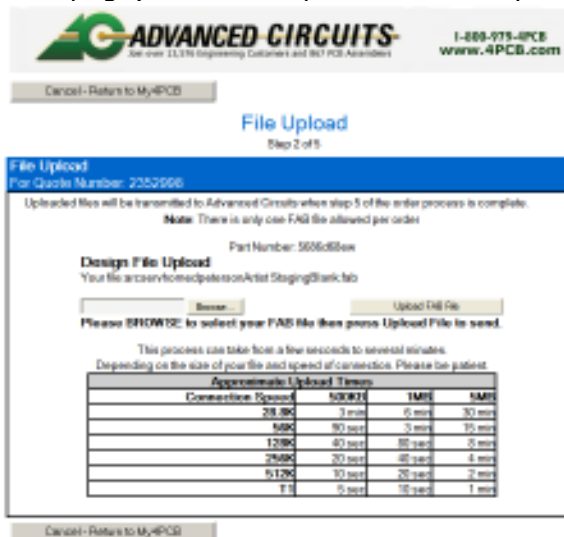 ADVANCED CIRCUITS
1-800-979-4PCB
www.4PCB.com
Cancel - Return to My4PCB
File Upload
Step 2 of 5
File Upload
For Quote Number: 2352996
Uploaded files will be transmitted to Advanced Circuits when step 5 of the order process is complete.
Note: There is only one FAB file allowed per order
Part Number:
Design File Upload
Your file:
Browse...
Upload FAB File
Please BROWSE to select your FAB file then press Upload File to send.
This process can take from a few seconds to several minutes.
Depending on the size of your file and speed of connection. Please be patient.
Approximate Upload Times
Connection Speed 500KB 1MB 5MB
28.8K 3 min 6 min 30 min
56K 90 sec 3 min 15 min
128K 40 sec 80 sec 8 min
256K 20 sec 40 sec 4 min
512K 10 sec 20 sec 2 min
T1 5 sec 10 sec 1 min
Cancel - Return to My4PCB